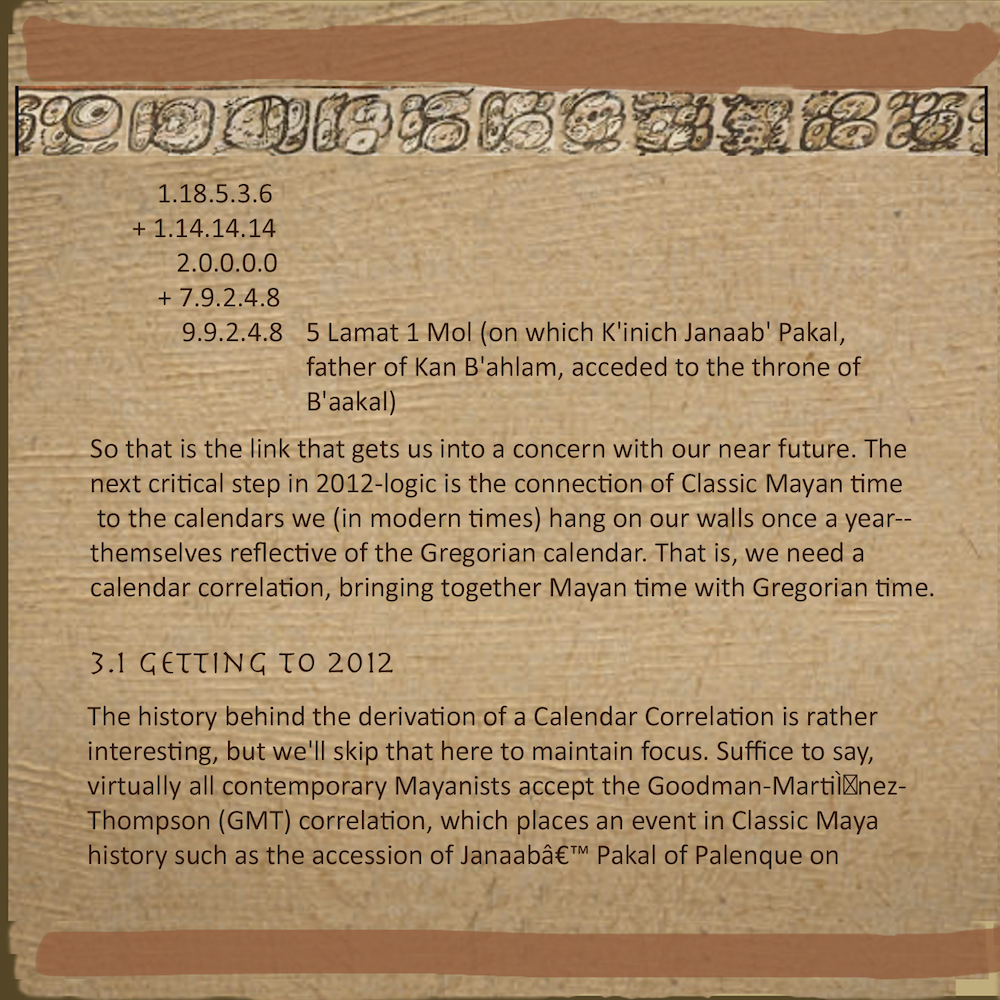 1.18.5.3.6
+ 1.14.14.14
2.0.0.0.0
+ 7.9.2.4.8
9.9.2.4.8 5 Lamat 1 Mol (on which K'inich Janaab' Pakal,
father of Kan B'ahlam, acceded to the throne of
B'aakal)
So that is the link that gets us into a concern with our near future. The
next critical step in 2012-logic is the connection of Classic Mayan time
to the calendars we (in modern times) hang on our walls once a year--
themselves reflective of the Gregorian calendar. That is, we need a
calendar correlation, bringing together Mayan time with Gregorian time.
3.1 GETTING TO 2012
The history behind the derivation of a Calendar Correlation is rather
interesting, but we'll skip that here to maintain focus. Suffice to say,
virtually all contemporary Mayanists accept the Goodman-Martiì�nez-
Thompson (GMT) correlation, which places an event in Classic Maya
history such as the accession of Janaabâ€™ Pakal of Palenque on